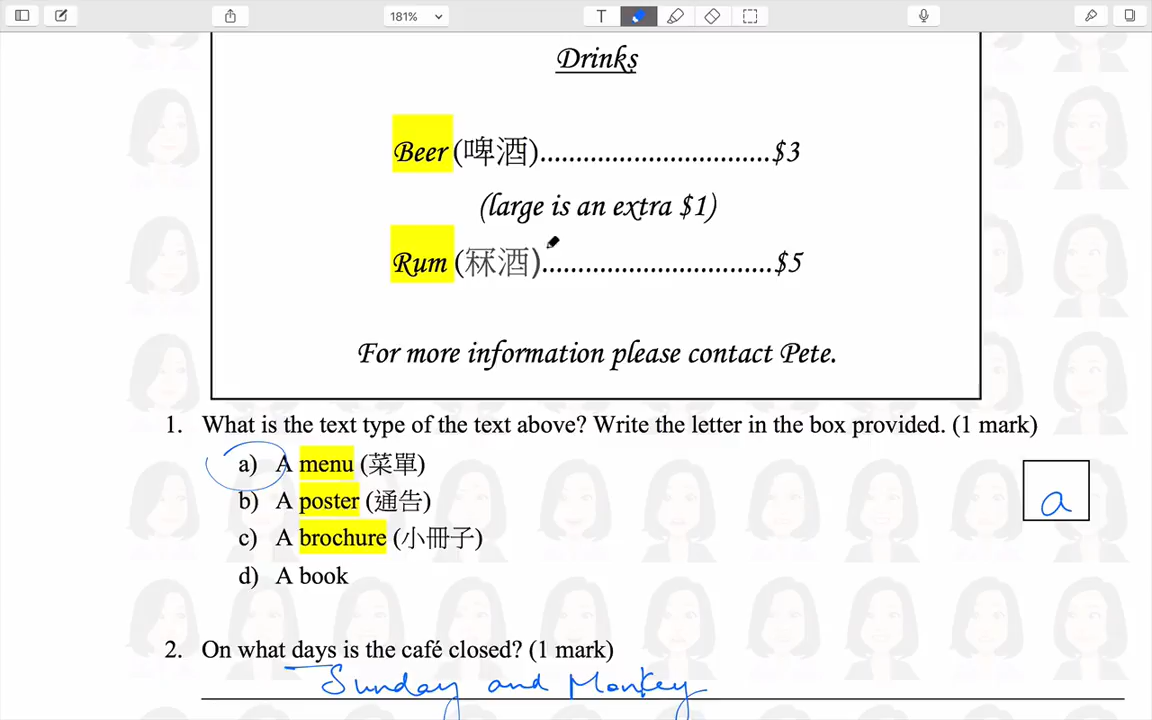 181%
T
Drinks
Beer (啤酒)................................$3
(large is an extra $1)
Rum (冧酒)................................$5
For more information please contact Pete.
1. What is the text type of the text above? Write the letter in the box provided. (1 mark)
a) A menu (菜單)
b) A poster (通告)
a
c) A brochure (小冊子)
d) A book
2. On what days is the café closed? (1 mark)
Sunday and Monkey